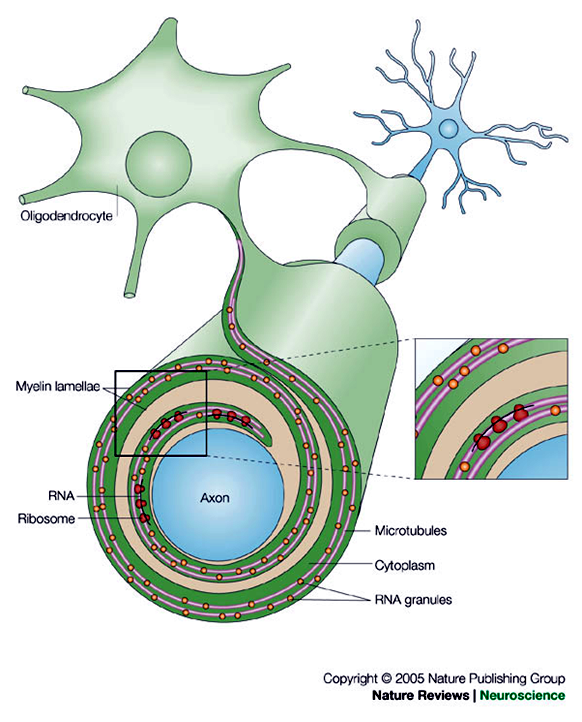 Oligodendrocyte
Myelin lamellae
RNA
Ribosome
Axon
Microtubules
Cytoplasm
RNA granules
Copyright © 2005 Nature Publishing Group
Nature Reviews | Neuroscience